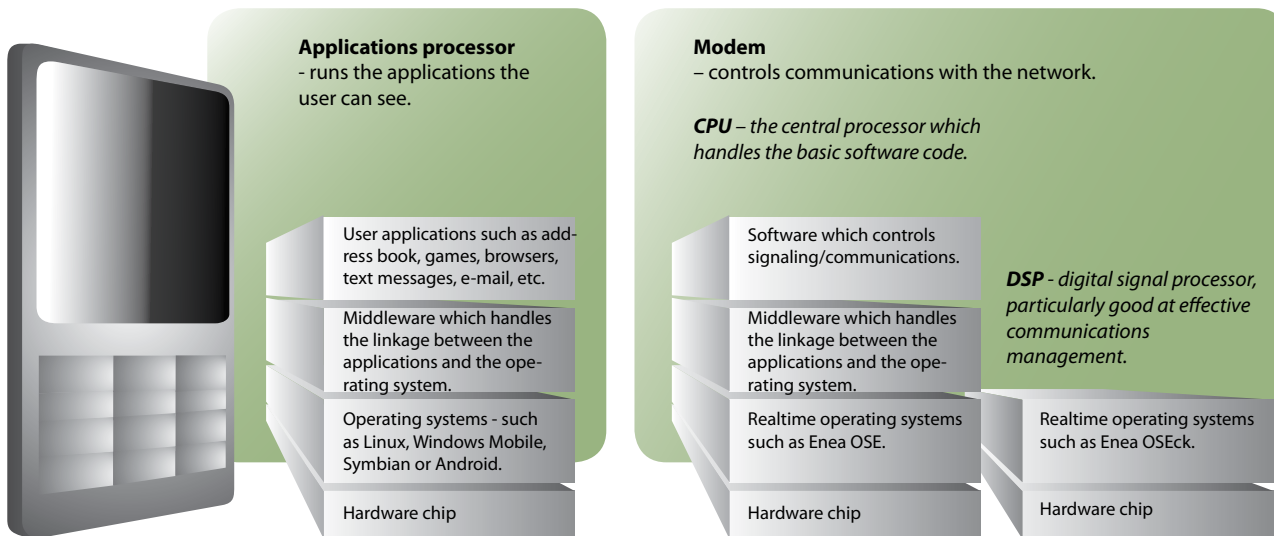 Applications processor
- runs the applications the
user can see.
User applications such as add-
ress book, games, browsers,
text messages, e-mail, etc.
Middleware which handles
the linkage between the
applications and the ope-
rating system.
Operating systems - such
as Linux, Windows Mobile,
Symbian or Android.
Hardware chip
Modem
– controls communications with the network.
CPU – the central processor which
handles the basic software code.
Software which controls
signaling/communications.
Middleware which handles
the linkage between the
applications and the ope-
rating system.
Realtime operating systems
such as Enea OSE.
Hardware chip
DSP - digital signal processor,
particularly good at effective
communications
management.
Realtime operating systems
such as Enea OSEck.
Hardware chip